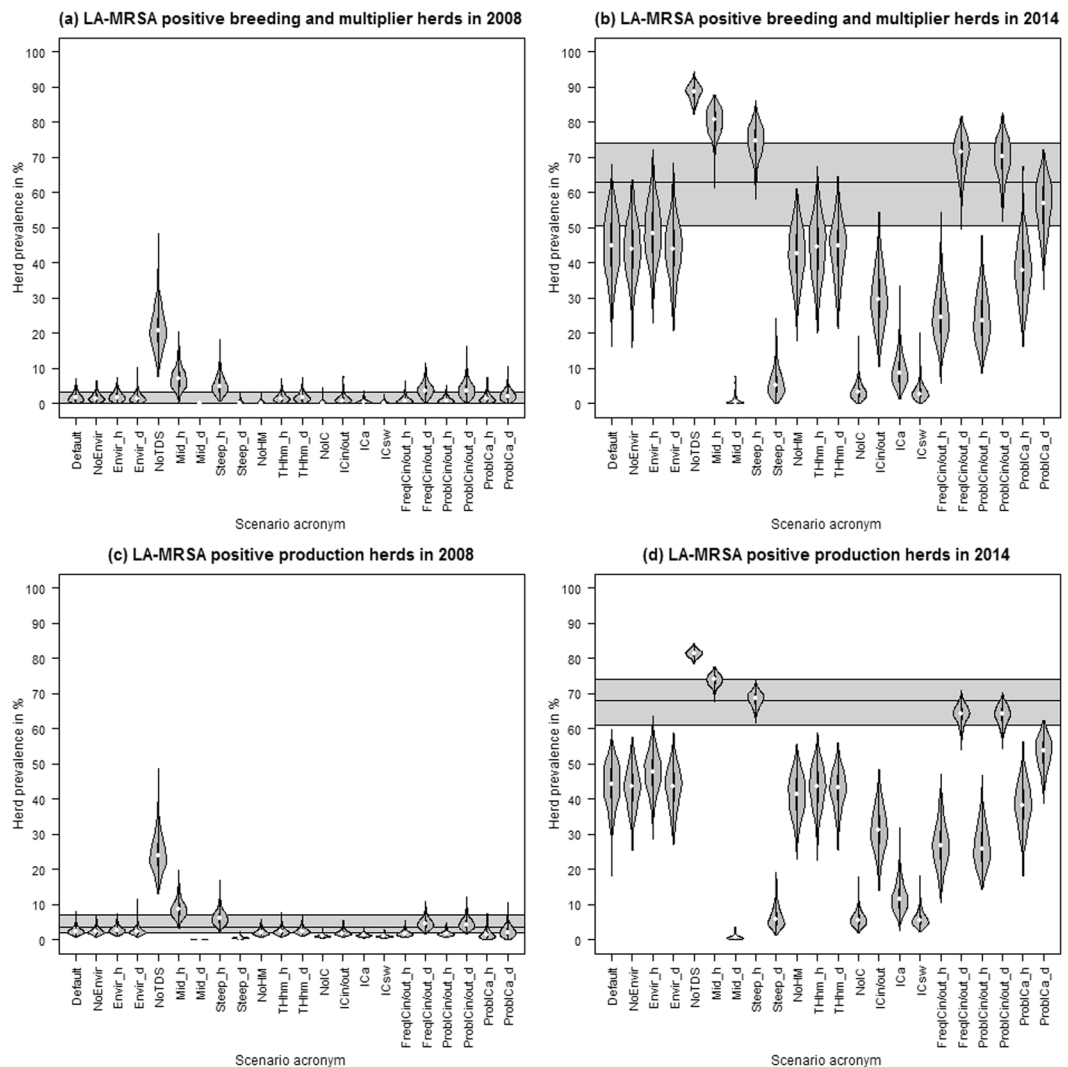 (a) LA-MRSA positive breeding and multiplier herds in 2008
100
90
80
70
60
50
40
30
20
10
0
Herd prevalence in %
Default
NoEnvir
Envir_h
Envir_d
NoTDS
Mid_h
Mid_d
Steep_h
Steep_d
NoHM
THhm_h
THhm_d
NoIC
ICin/out
ICa
ICsw
FreqICin/out_h
FreqICin/out_d
ProbICin/out_h
ProbICin/out_d
ProbICa_h
ProbICa_d
Scenario acronym
(b) LA-MRSA positive breeding and multiplier herds in 2014
100
90
80
70
60
50
40
30
20
10
0
Herd prevalence in %
Default
NoEnvir
Envir_h
Envir_d
NoTDS
Mid_h
Mid_d
Steep_h
Steep_d
NoHM
THhm_h
THhm_d
NoIC
ICin/out
ICa
ICsw
FreqICin/out_h
FreqICin/out_d
ProbICin/out_h
ProbICin/out_d
ProbICa_h
ProbICa_d
Scenario acronym
(c) LA-MRSA positive production herds in 2008
100
90
80
70
60
50
40
30
20
10
0
Herd prevalence in %
Default
NoEnvir
Envir_h
Envir_d
NoTDS
Mid_h
Mid_d
Steep_h
Steep_d
NoHM
THhm_h
THhm_d
NoIC
ICin/out
ICa
ICsw
FreqICin/out_h
FreqICin/out_d
ProbICin/out_h
ProbICin/out_d
ProbICa_h
ProbICa_d
Scenario acronym
(d) LA-MRSA positive production herds in 2014
100
90
80
70
60
50
40
30
20
10
0
Herd prevalence in %
Default
NoEnvir
Envir_h
Envir_d
NoTDS
Mid_h
Mid_d
Steep_h
Steep_d
NoHM
THhm_h
THhm_d
NoIC
ICin/out
ICa
ICsw
FreqICin/out_h
FreqICin/out_d
ProbICin/out_h
ProbICin/out_d
ProbICa_h
ProbICa_d
Scenario acronym